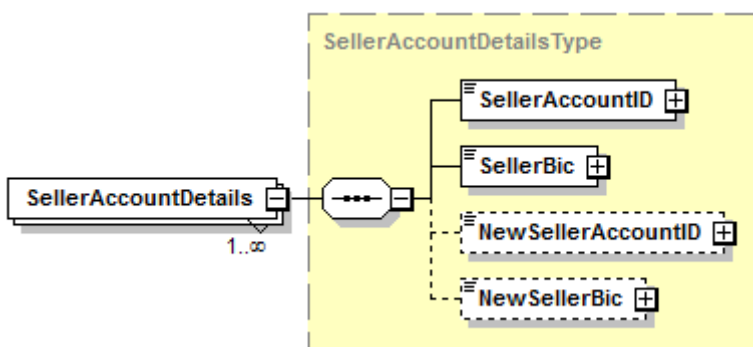 SellerAccountDetailsType
SellerAccountID
SellerBic
SellerAccountDetails
1..∞
NewSellerAccountID
NewSellerBic